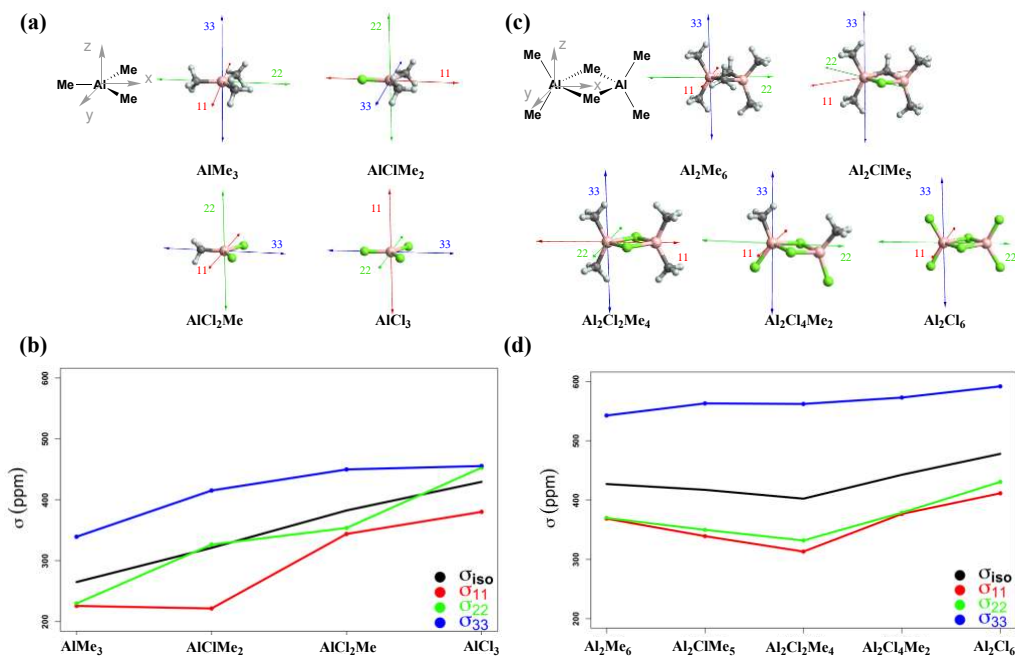 (a)
z
x
y
Me
Al
Me
Me
33
22
11
AlMe3
22
11
33
AlClMe2
22
33
11
AlCl2Me
11
33
22
AlCl3
(c)
z
x
y
Me
Me
Me
Al
Al
Me
Me
Me
33
11
22
Al2Me6
33
22
11
Al2ClMe5
33
22
11
Al2Cl2Me4
33
11
22
Al2Cl4Me2
33
11
22
Al2Cl6
(b)
σ (ppm)
600
500
400
300
200
σiso
σ11
σ22
σ33
AlMe3
AlClMe2
AlCl2Me
AlCl3
(d)
σ (ppm)
600
500
400
300
200
σiso
σ11
σ22
σ33
Al2Me6
Al2ClMe5
Al2Cl2Me4
Al2Cl4Me2
Al2Cl6